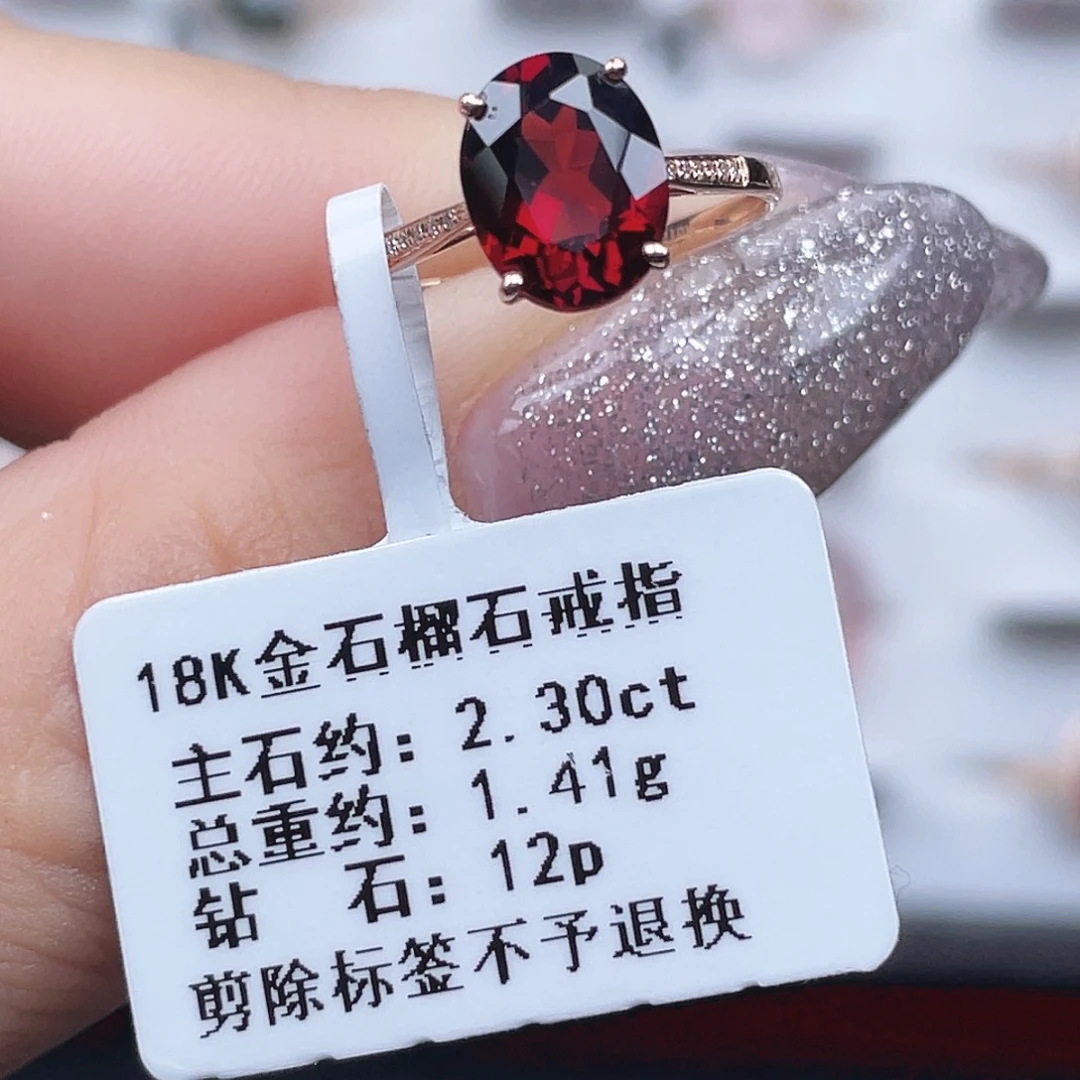 18K金石榴石戒指
主石约：2.30ct
总重约：1.41g
钻 石：12p
剪除标签不予退换